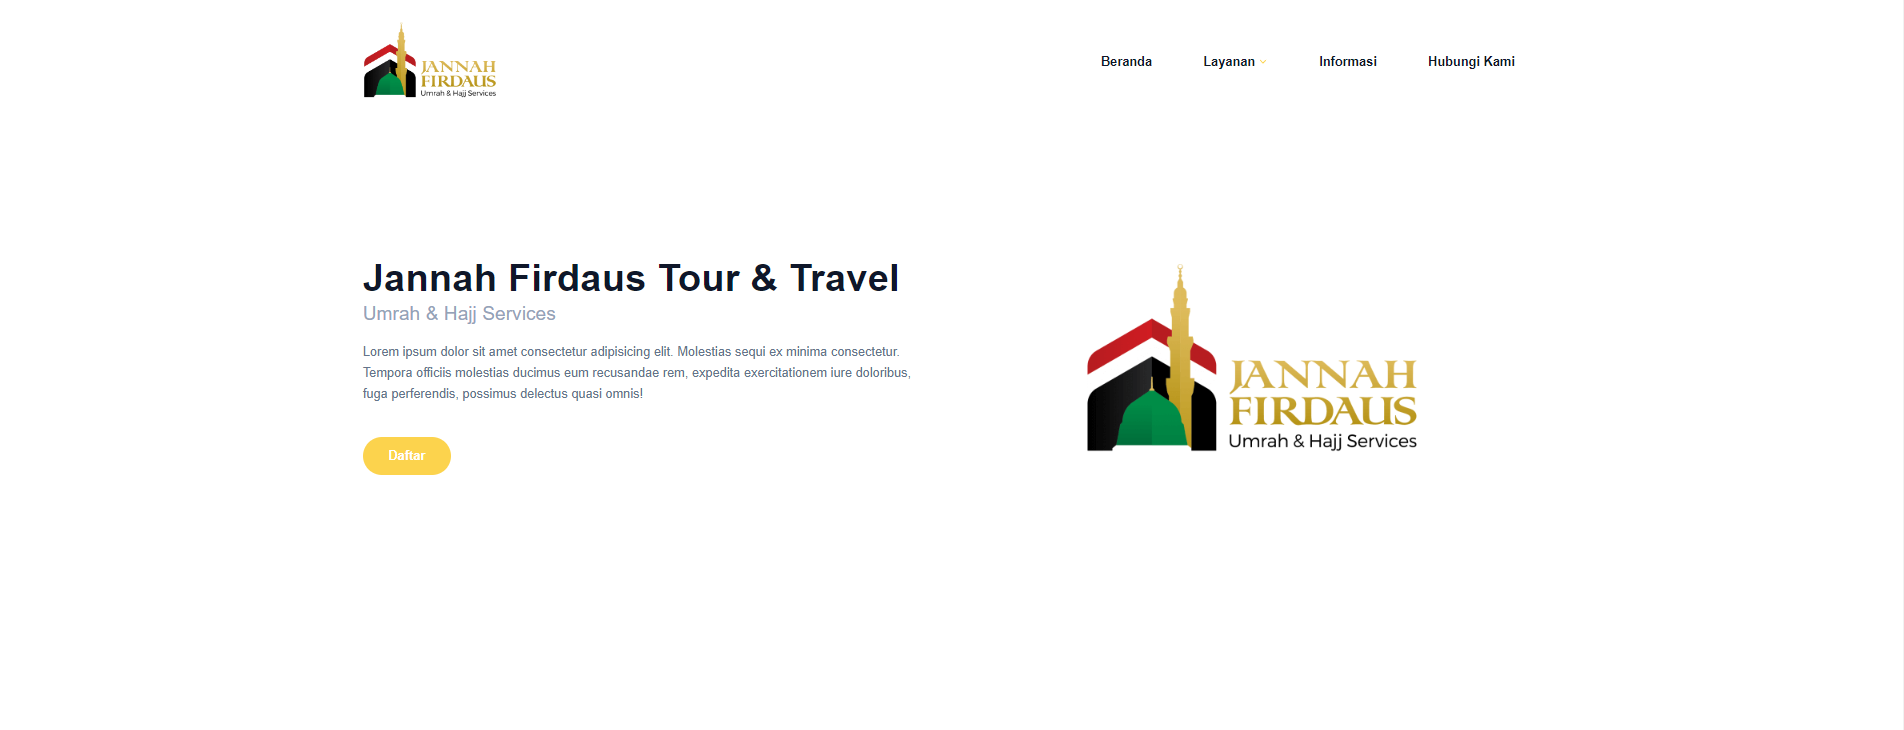 JANNAH
FIRDAUS
Umrah & Hajj Services
Beranda
Layanan
Informasi
Hubungi Kami
Jannah Firdaus Tour & Travel
Umrah & Hajj Services
Lorem ipsum dolor sit amet consectetur adipisicing elit. Molestias sequi ex minima consectetur.
Tempora officiis molestias ducimus eum recusandae rem, expedita exercitationem iure doloribus,
fuga perferendis, possimus delectus quasi omnis!
Daftar
JANNAH
FIRDAUS
Umrah & Hajj Services